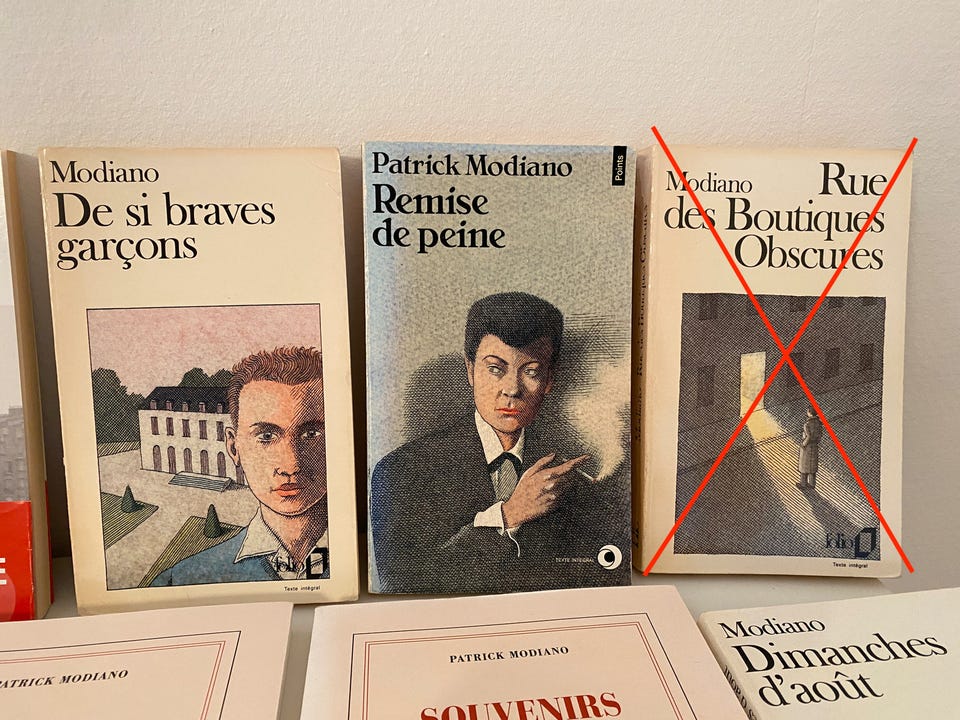 Modiano
De si braves
garçons
folio
Texte intégral
Patrick Modiano
Points
Remise
de peine
TEXTE INTÉGRAL
Modiano
Rue
des Boutiques
Obscures
folio
Texte intégral
E
PATRICK MODIANO
PATRICK MODIANO
SOUVENIRS
Modiano
Dimanches
d'août